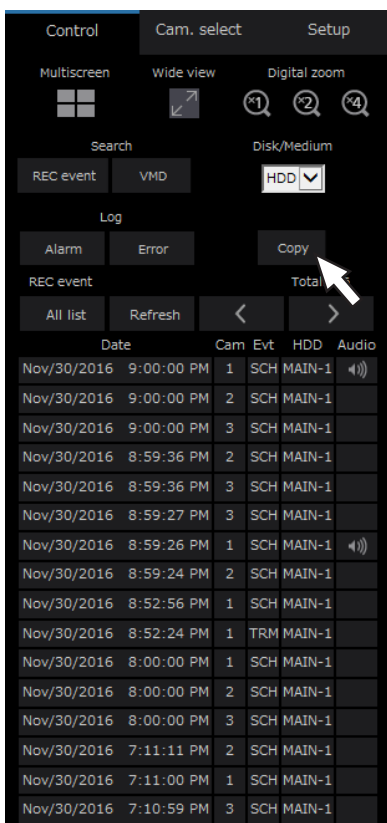 Control Cam. select Setup
Multiscreen Wide view Digital zoom
×1 ×2 ×4
Search Disk/Medium
REC event VMD HDD
Log
Alarm Error Copy
REC event Total
All list Refresh < >
Date Cam Evt HDD Audio
Nov/30/2016 9:00:00 PM 1 SCH MAIN-1
Nov/30/2016 9:00:00 PM 2 SCH MAIN-1
Nov/30/2016 9:00:00 PM 3 SCH MAIN-1
Nov/30/2016 8:59:36 PM 2 SCH MAIN-1
Nov/30/2016 8:59:36 PM 3 SCH MAIN-1
Nov/30/2016 8:59:27 PM 3 SCH MAIN-1
Nov/30/2016 8:59:26 PM 1 SCH MAIN-1
Nov/30/2016 8:59:24 PM 2 SCH MAIN-1
Nov/30/2016 8:52:56 PM 1 SCH MAIN-1
Nov/30/2016 8:52:24 PM 1 TRM MAIN-1
Nov/30/2016 8:00:00 PM 1 SCH MAIN-1
Nov/30/2016 8:00:00 PM 2 SCH MAIN-1
Nov/30/2016 8:00:00 PM 3 SCH MAIN-1
Nov/30/2016 7:11:11 PM 2 SCH MAIN-1
Nov/30/2016 7:11:00 PM 1 SCH MAIN-1
Nov/30/2016 7:10:59 PM 3 SCH MAIN-1